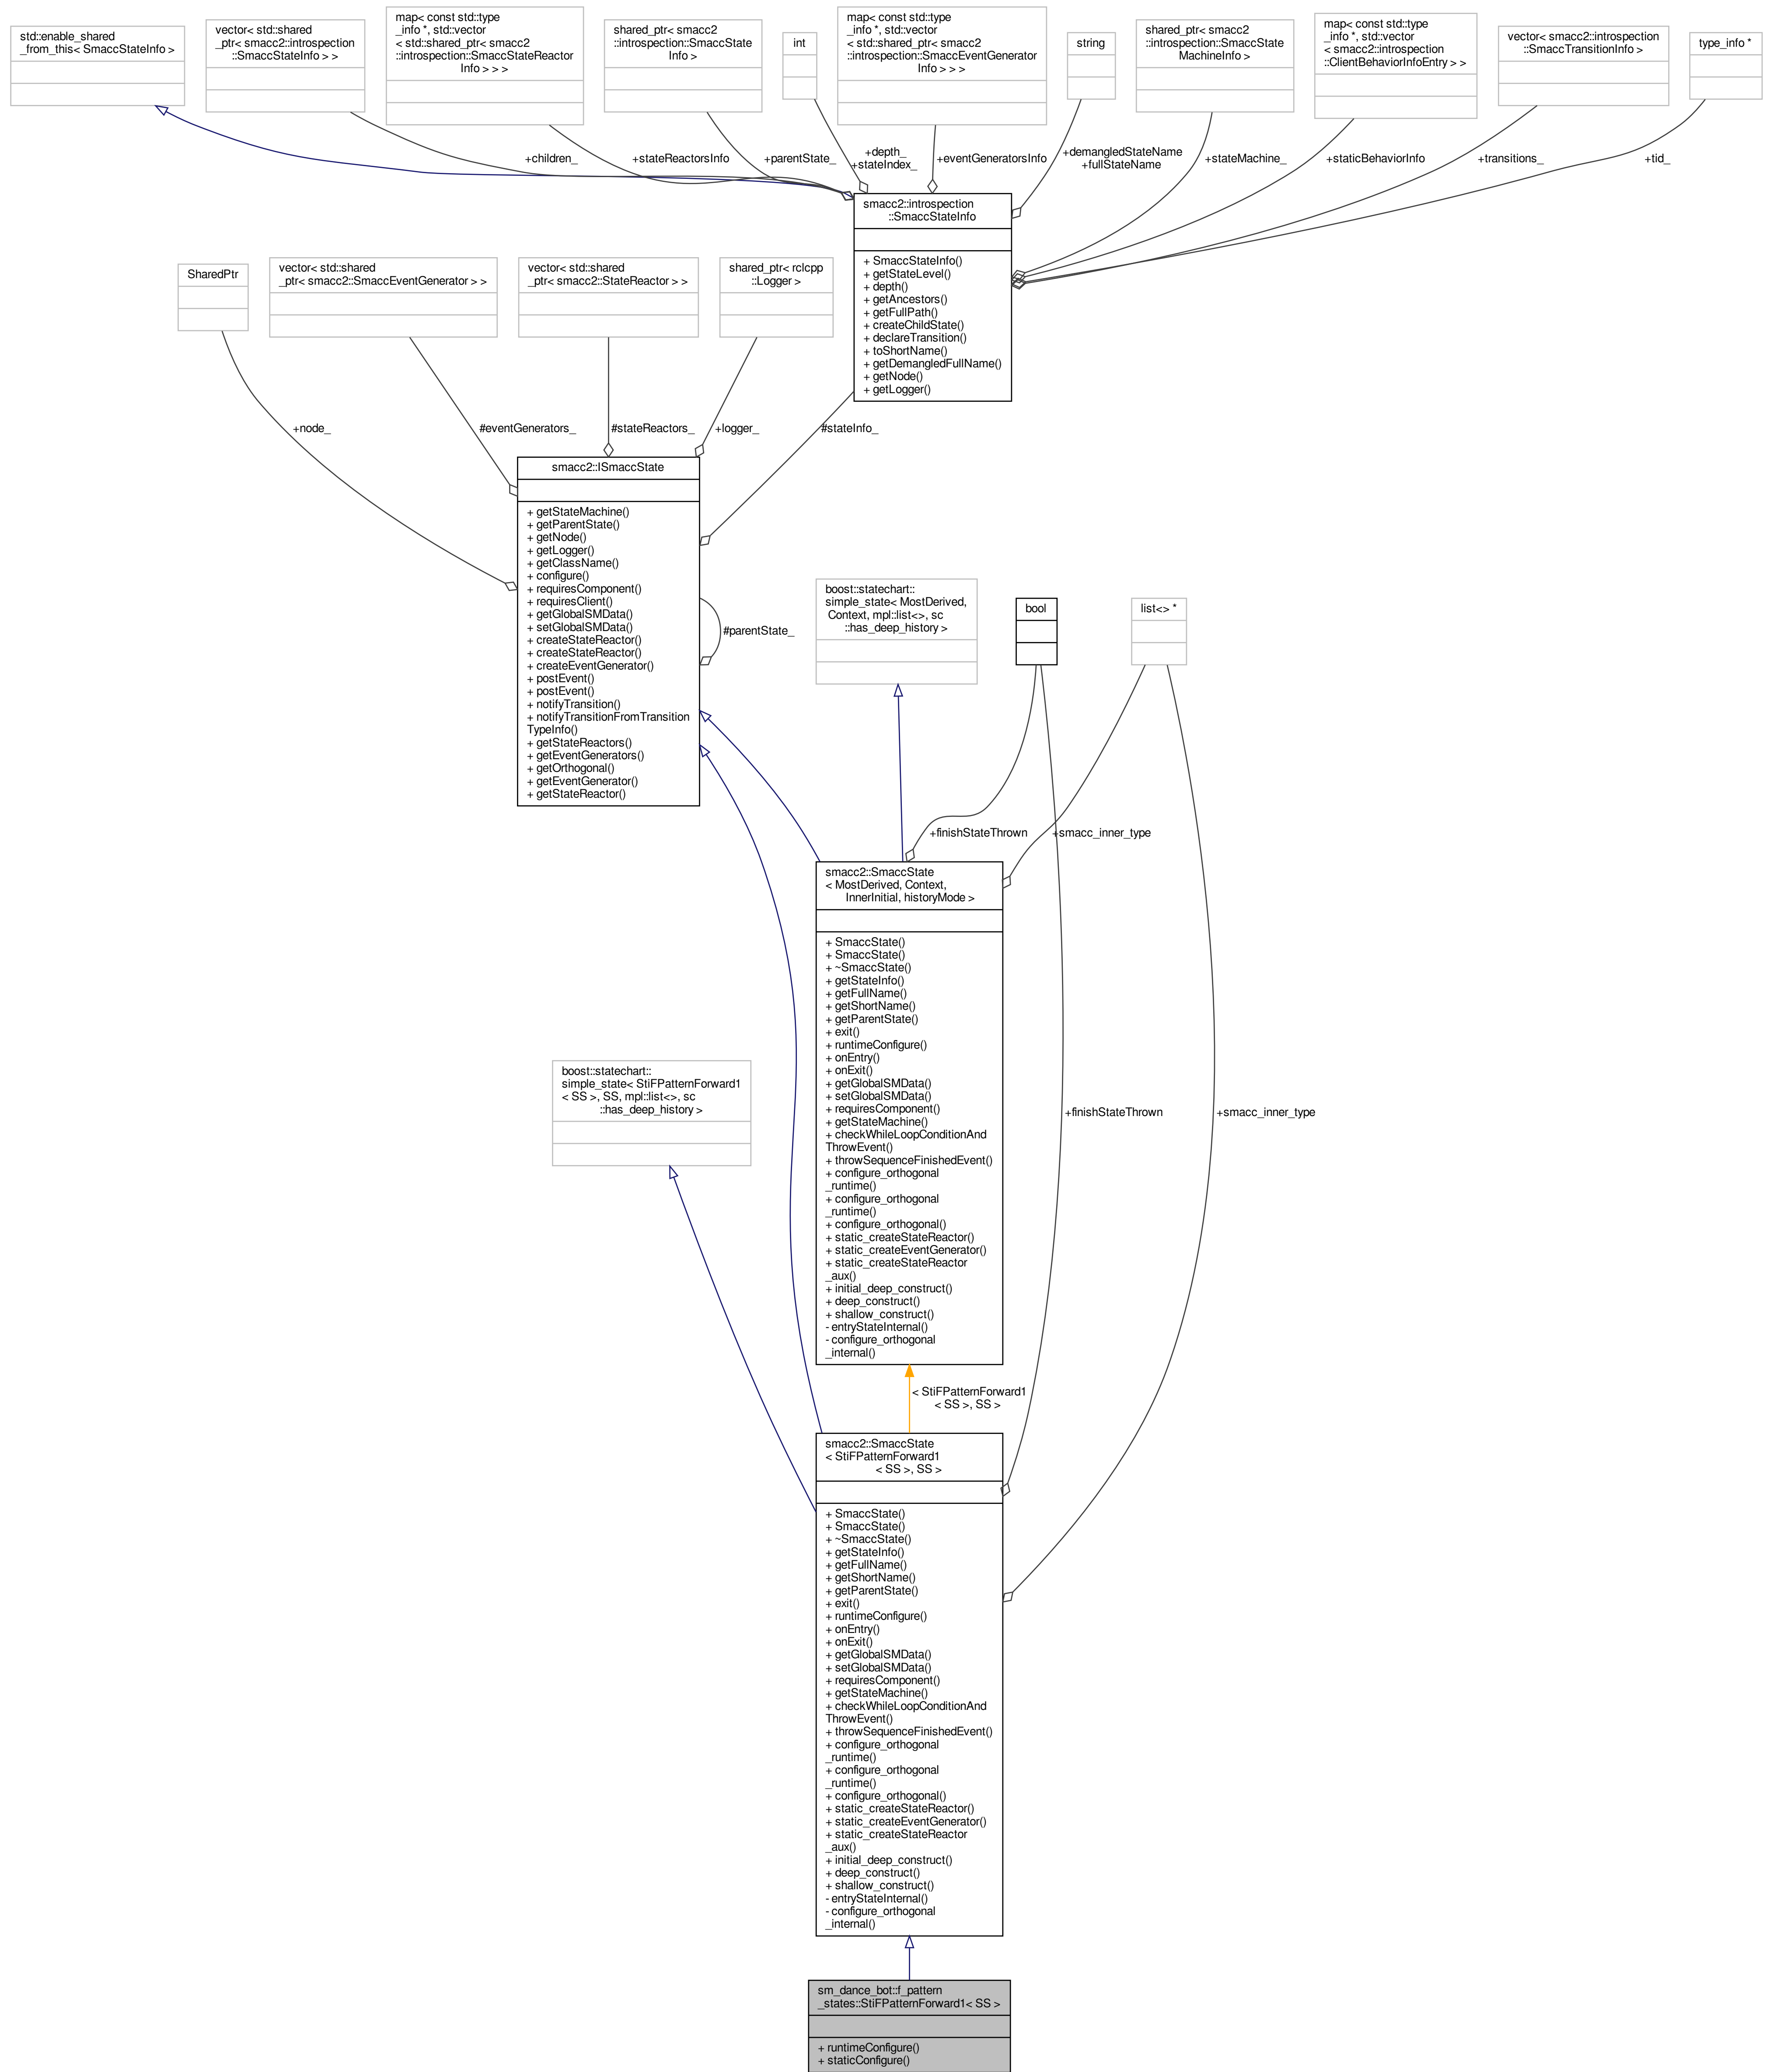 std::enable_shared
_from_this< SmaccStateInfo >
vector< std::shared
_ptr< smacc2::introspection
::SmaccStateInfo > >
map< const std::type
_info *, std::vector
< std::shared_ptr< smacc2
::introspection::SmaccStateReactor
Info > > >
shared_ptr< smacc2
::introspection::SmaccState
Info >
int
map< const std::type
_info *, std::vector
< std::shared_ptr< smacc2
::introspection::SmaccEventGenerator
Info > > >
string
shared_ptr< smacc2
::introspection::SmaccState
MachineInfo >
map< const std::type
_info *, std::vector
< smacc2::introspection
::ClientBehaviorInfoEntry > >
vector< smacc2::introspection
::SmaccTransitionInfo >
type_info *
+children_
+stateReactorsInfo
+parentState_
+depth_
+stateIndex_
+eventGeneratorsInfo
+demangledStateName
+fullStateName
+stateMachine_
+staticBehaviorInfo
+transitions_
+tid_
smacc2::introspection
::SmaccStateInfo
+ SmaccStateInfo()
+ getStateLevel()
+ depth()
+ getAncestors()
+ getFullPath()
+ createChildState()
+ declareTransition()
+ toShortName()
+ getDemangledFullName()
+ getNode()
+ getLogger()
SharedPtr
vector< std::shared
_ptr< smacc2::SmaccEventGenerator > >
vector< std::shared
_ptr< smacc2::StateReactor > >
shared_ptr< rclcpp
::Logger >
+node_
#eventGenerators_
#stateReactors_
+logger_
#stateInfo_
smacc2::ISmaccState
+ getStateMachine()
+ getParentState()
+ getNode()
+ getLogger()
+ getClassName()
+ configure()
+ requiresComponent()
+ requiresClient()
+ getGlobalSMData()
+ setGlobalSMData()
+ createStateReactor()
+ createStateReactor()
+ createEventGenerator()
+ postEvent()
+ postEvent()
+ notifyTransition()
+ notifyTransitionFromTransition
TypeInfo()
+ getStateReactors()
+ getEventGenerators()
+ getOrthogonal()
+ getEventGenerator()
+ getStateReactor()
#parentState_
boost::statechart::
simple_state< MostDerived,
Context, mpl::list<>, sc
::has_deep_history >
bool
list<> *
+finishStateThrown
+smacc_inner_type
smacc2::SmaccState
< MostDerived, Context,
InnerInitial, historyMode >
+ SmaccState()
+ SmaccState()
+ ~SmaccState()
+ getStateInfo()
+ getFullName()
+ getShortName()
+ getParentState()
+ exit()
+ runtimeConfigure()
+ onEntry()
+ onExit()
+ getGlobalSMData()
+ setGlobalSMData()
+ requiresComponent()
+ getStateMachine()
+ checkWhileLoopConditionAnd
ThrowEvent()
+ throwSequenceFinishedEvent()
+ configure_orthogonal
_runtime()
+ configure_orthogonal
_runtime()
+ configure_orthogonal()
+ static_createStateReactor()
+ static_createEventGenerator()
+ static_createStateReactor
_aux()
+ initial_deep_construct()
+ deep_construct()
+ shallow_construct()
- entryStateInternal()
- configure_orthogonal
_internal()
boost::statechart::
simple_state< StiFPatternForward1
< SS >, SS, mpl::list<>, sc
::has_deep_history >
+finishStateThrown
+smacc_inner_type
< StiFPatternForward1
< SS >, SS >
smacc2::SmaccState
< StiFPatternForward1
< SS >, SS >
+ SmaccState()
+ SmaccState()
+ ~SmaccState()
+ getStateInfo()
+ getFullName()
+ getShortName()
+ getParentState()
+ exit()
+ runtimeConfigure()
+ onEntry()
+ onExit()
+ getGlobalSMData()
+ setGlobalSMData()
+ requiresComponent()
+ getStateMachine()
+ checkWhileLoopConditionAnd
ThrowEvent()
+ throwSequenceFinishedEvent()
+ configure_orthogonal
_runtime()
+ configure_orthogonal
_runtime()
+ configure_orthogonal()
+ static_createStateReactor()
+ static_createEventGenerator()
+ static_createStateReactor
_aux()
+ initial_deep_construct()
+ deep_construct()
+ shallow_construct()
- entryStateInternal()
- configure_orthogonal
_internal()
sm_dance_bot::f_pattern
_states::StiFPatternForward1< SS >
+ runtimeConfigure()
+ staticConfigure()